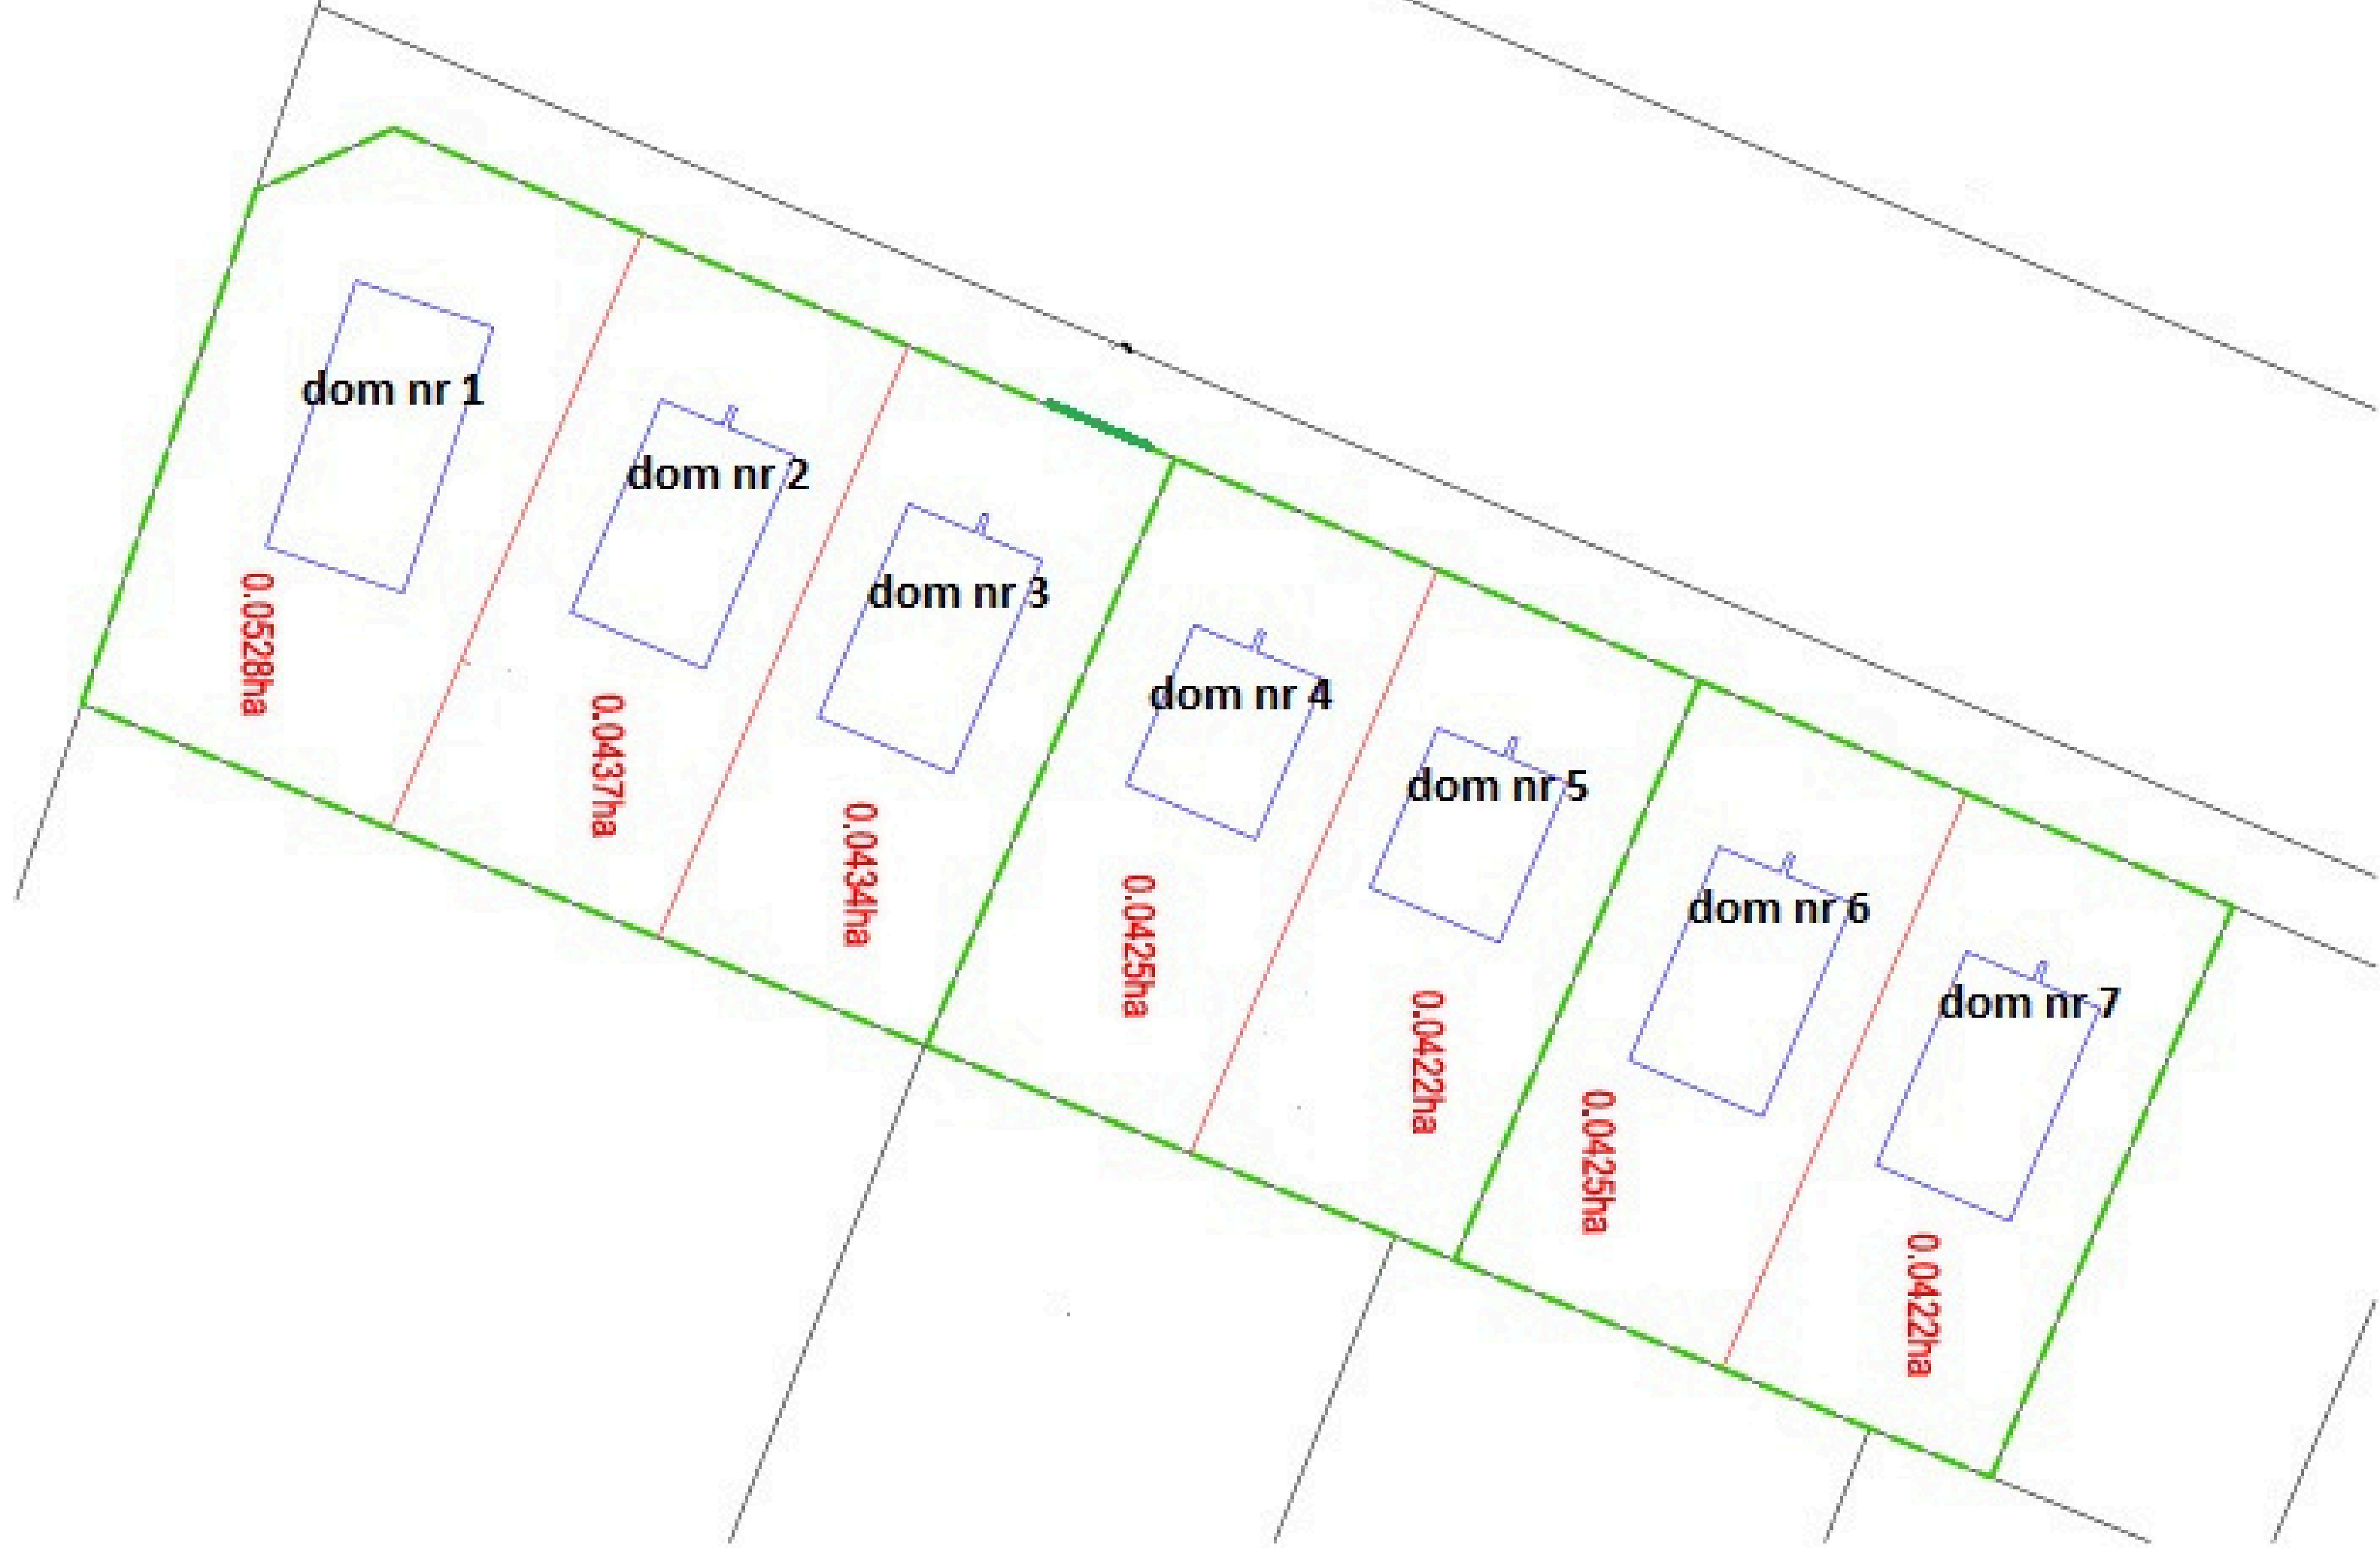 dom nr 1
0.0528ha
dom nr 2
0.0437ha
dom nr 3
0.0434ha
dom nr 4
0.0425ha
dom nr 5
0.0422ha
dom nr 6
0.0425ha
dom nr 7
0.0422ha